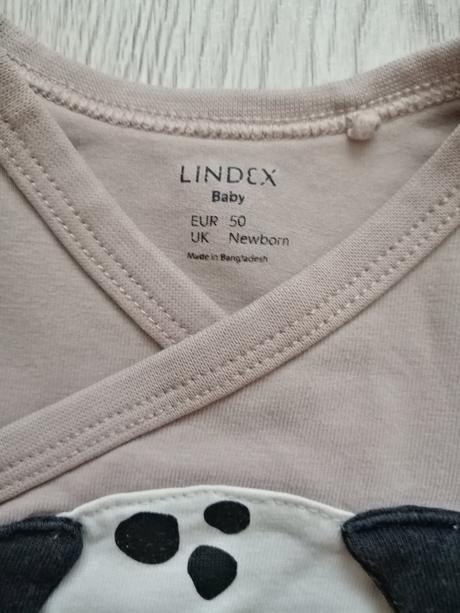 LINDEX
Baby
EUR 50
UK Newborn
Made in Bangladesh